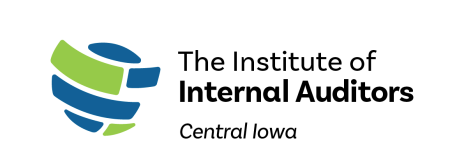 The Institute of
Internal Auditors
Central Iowa